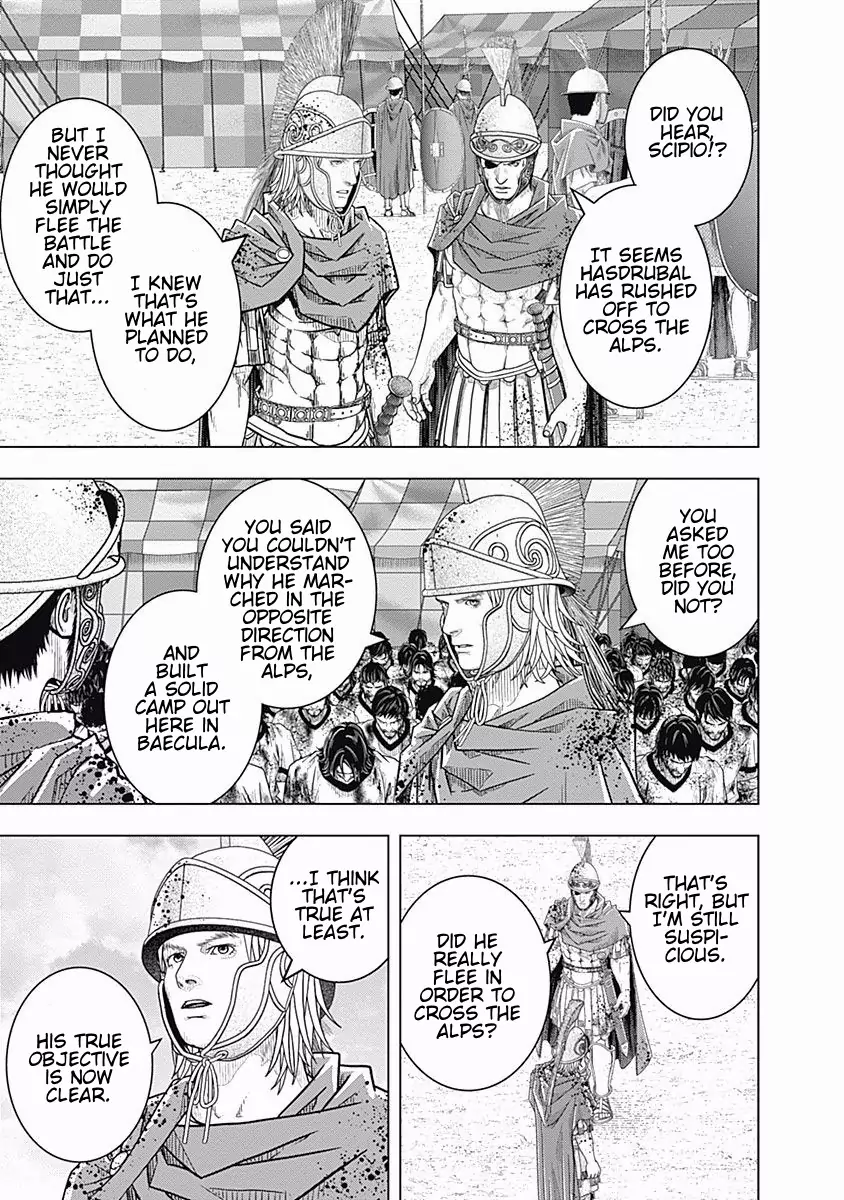 DID YOU
HEAR,
SCIPIO!?
IT SEEMS
HASDRUBAL
HAS RUSHED
OFF TO
CROSS THE
ALPS.
I KNEW
THAT'S
WHAT HE
PLANNED
TO DO,
BUT I
NEVER
THOUGHT
HE WOULD
SIMPLY
FLEE THE
BATTLE
AND DO
JUST
THAT...
YOU
ASKED
ME TOO
BEFORE,
DID YOU
NOT?
YOU SAID
YOU COULDN'T
UNDERSTAND
WHY HE MAR-
CHED IN THE
OPPOSITE
DIRECTION
FROM THE
ALPS,
AND
BUILT
A SOLID
CAMP OUT
HERE IN
BAECULA.
THAT'S
RIGHT, BUT
I'M STILL
SUSPI-
CIOUS.
DID HE
REALLY
FLEE IN
ORDER TO
CROSS THE
ALPS?
...I THINK
THAT'S
TRUE AT
LEAST.
HIS TRUE
OBJECTIVE
IS NOW
CLEAR.